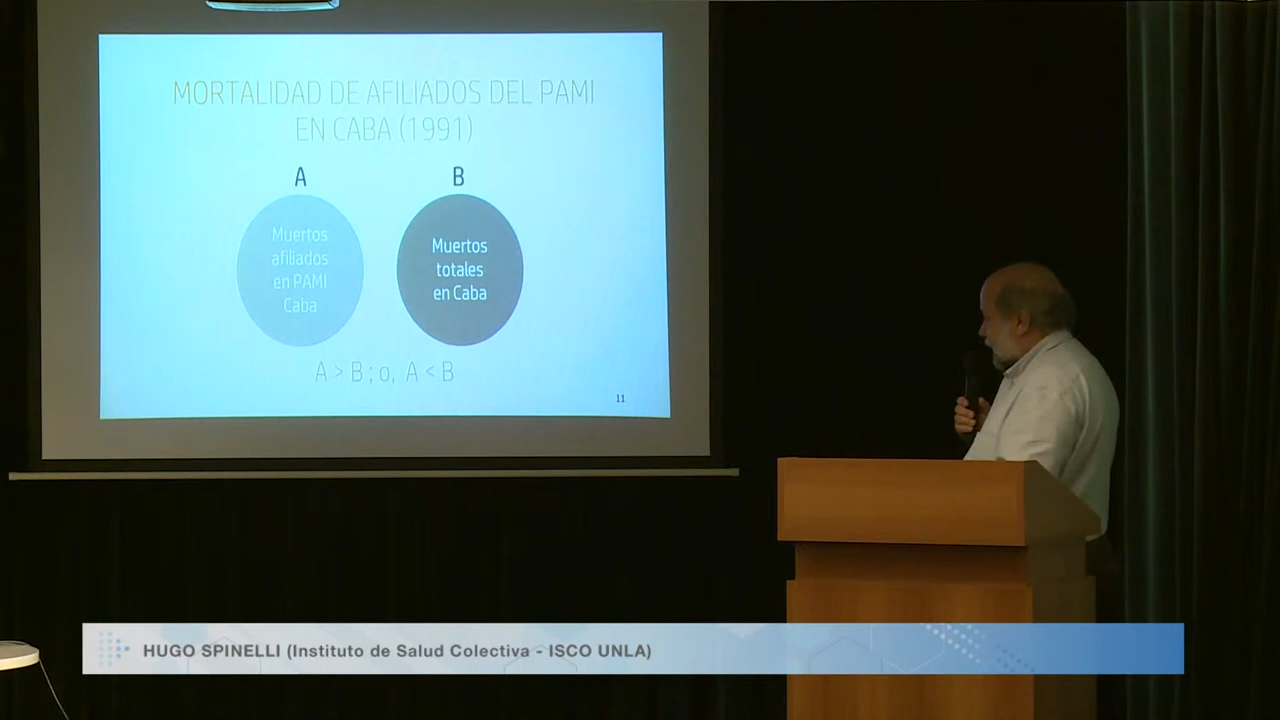 MORTALIDAD DE AFILIADOS DEL PAMI
EN CABA (1991)
A
B
Muertos
afiliados
en PAMI
Caba
Muertos
totales
en Caba
A > B ; o, A < B
11
HUGO SPINELLI (Instituto de Salud Colectiva - ISCO UNLA)